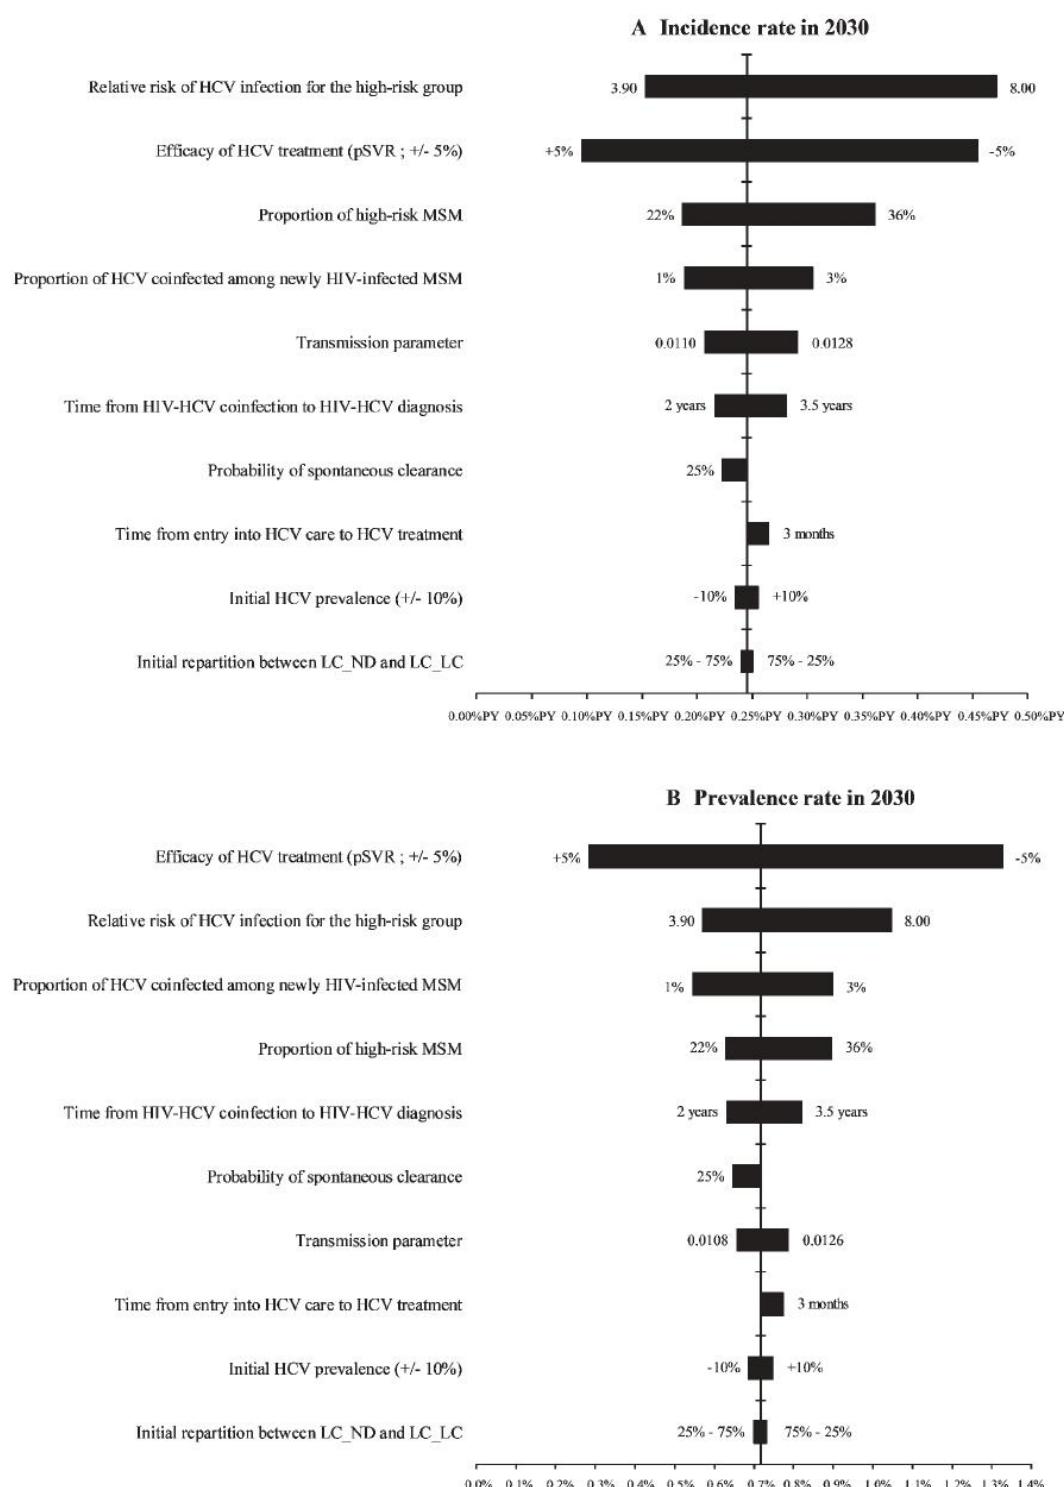 A Incidence rate in 2030
Relative risk of HCV infection for the high-risk group 3.90 8.00
Efficacy of HCV treatment (pSVR ; +/- 5%) +5% -5%
Proportion of high-risk MSM 22% 36%
Proportion of HCV coinfected among newly HIV-infected MSM 1% 3%
Transmission parameter 0.0110 0.0128
Time from HIV-HCV coinfection to HIV-HCV diagnosis 2 years 3.5 years
Probability of spontaneous clearance 25%
Time from entry into HCV care to HCV treatment 3 months
Initial HCV prevalence (+/- 10%) -10% +10%
Initial repartition between LC_ND and LC_LC 25% - 75% 75% - 25%
0.00%PY 0.05%PY 0.10%PY 0.15%PY 0.20%PY 0.25%PY 0.30%PY 0.35%PY 0.40%PY 0.45%PY 0.50%PY
B Prevalence rate in 2030
Efficacy of HCV treatment (pSVR ; +/- 5%) +5% -5%
Relative risk of HCV infection for the high-risk group 3.90 8.00
Proportion of HCV coinfected among newly HIV-infected MSM 1% 3%
Proportion of high-risk MSM 22% 36%
Time from HIV-HCV coinfection to HIV-HCV diagnosis 2 years 3.5 years
Probability of spontaneous clearance 25%
Transmission parameter 0.0108 0.0126
Time from entry into HCV care to HCV treatment 3 months
Initial HCV prevalence (+/- 10%) -10% +10%
Initial repartition between LC_ND and LC_LC 25% - 75% 75% - 25%
0.0% 0.1% 0.2% 0.3% 0.4% 0.5% 0.6% 0.7% 0.8% 0.9% 1.0% 1.1% 1.2% 1.3% 1.4%